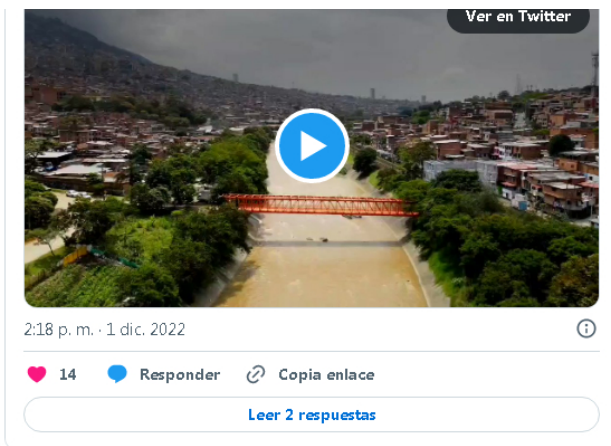 Ver en Twitter
2:18 p. m. · 1 dic. 2022
14 Responder Copia enlace
Leer 2 respuestas